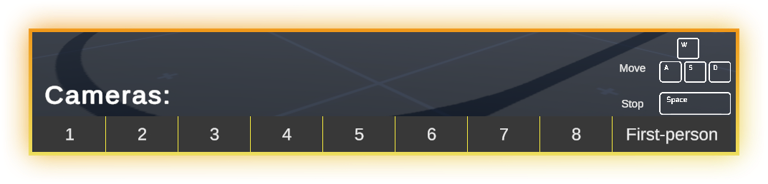 W
Move A S D
Cameras:
Stop Space
1 2 3 4 5 6 7 8 First-person